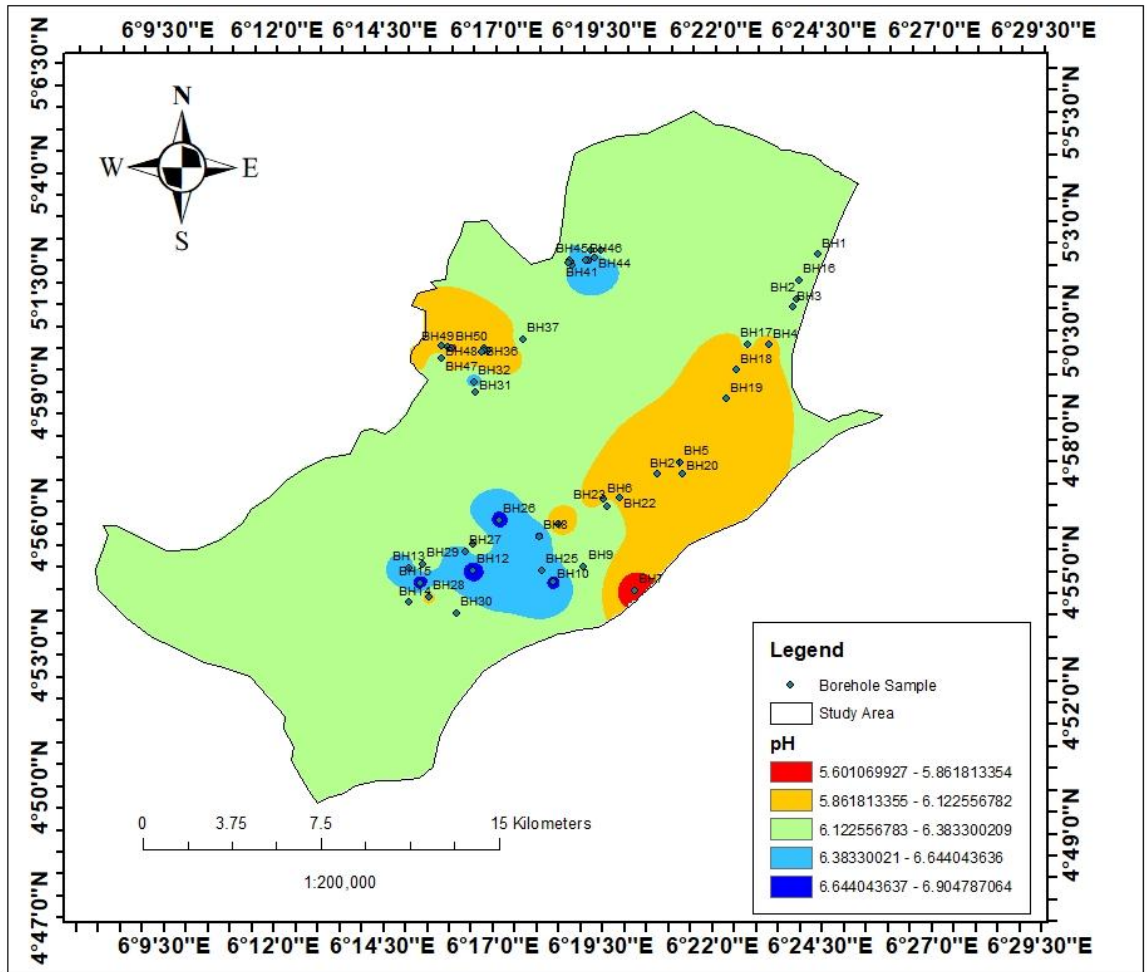 6°9'30"E 6°12'0"E 6°14'30"E 6°17'0"E 6°19'30"E 6°22'0"E 6°24'30"E 6°27'0"E 6°29'30"E
5°6'30"N
5°4'0"N
5°1'30"N
4°59'0"N
4°56'0"N
4°53'0"N
4°50'0"N
4°47'0"N
N
W E
S
BH45 BH46
BH41 BH44
BH1
BH16
BH2
BH3
BH37
BH17 BH4
BH49 BH50
BH48 BH36
BH47
BH18
BH32
BH31
BH19
BH5
BH2 BH20
BH23 BH6
BH22
BH26
BH8
BH27
BH13 BH29
BH12 BH25 BH9
BH15 BH10
BH28 BH7
BH14
BH30
0 3.75 7.5 15 Kilometers
1:200,000
Legend
Borehole Sample
Study Area
pH
5.601069927 - 5.861813354
5.861813355 - 6.122556782
6.122556783 - 6.383300209
6.38330021 - 6.644043636
6.644043637 - 6.904787064
5°5'30"N
5°3'0"N
5°0'30"N
4°58'0"N
4°55'0"N
4°52'0"N
4°49'0"N
6°9'30"E 6°12'0"E 6°14'30"E 6°17'0"E 6°19'30"E 6°22'0"E 6°24'30"E 6°27'0"E 6°29'30"E